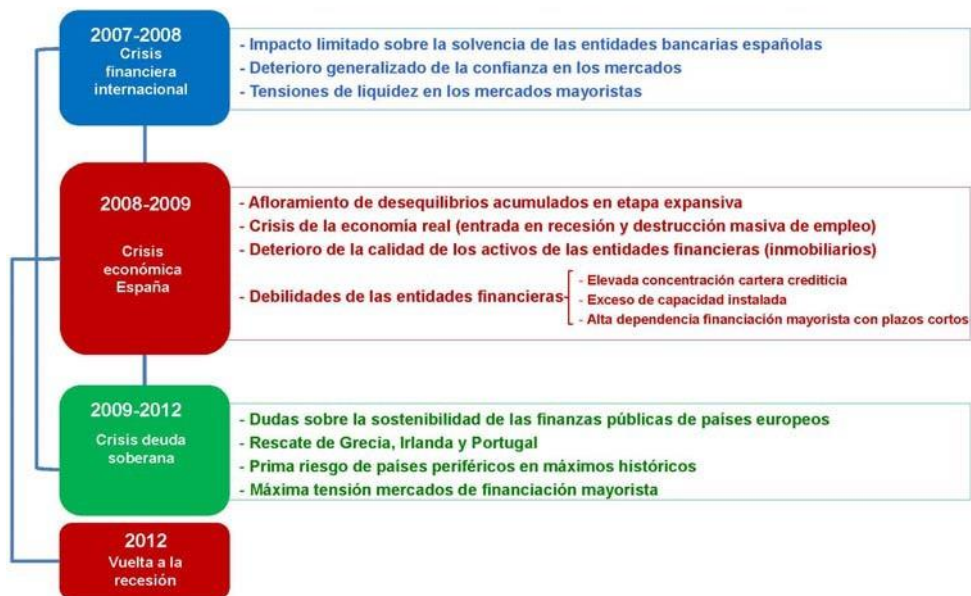 2007-2008
Crisis
financiera
internacional
- Impacto limitado sobre la solvencia de las entidades bancarias españolas
- Deterioro generalizado de la confianza en los mercados
- Tensiones de liquidez en los mercados mayoristas
2008-2009
Crisis
económica
España
- Afloramiento de desequilibrios acumulados en etapa expansiva
- Crisis de la economía real (entrada en recesión y destrucción masiva de empleo)
- Deterioro de la calidad de los activos de las entidades financieras (inmobiliarios)
- Debilidades de las entidades financieras
- Elevada concentración cartera crediticia
- Exceso de capacidad instalada
- Alta dependencia financiación mayorista con plazos cortos
2009-2012
Crisis deuda
soberana
- Dudas sobre la sostenibilidad de las finanzas públicas de países europeos
- Rescate de Grecia, Irlanda y Portugal
- Prima riesgo de países periféricos en máximos históricos
- Máxima tensión mercados de financiación mayorista
2012
Vuelta a la
recesión